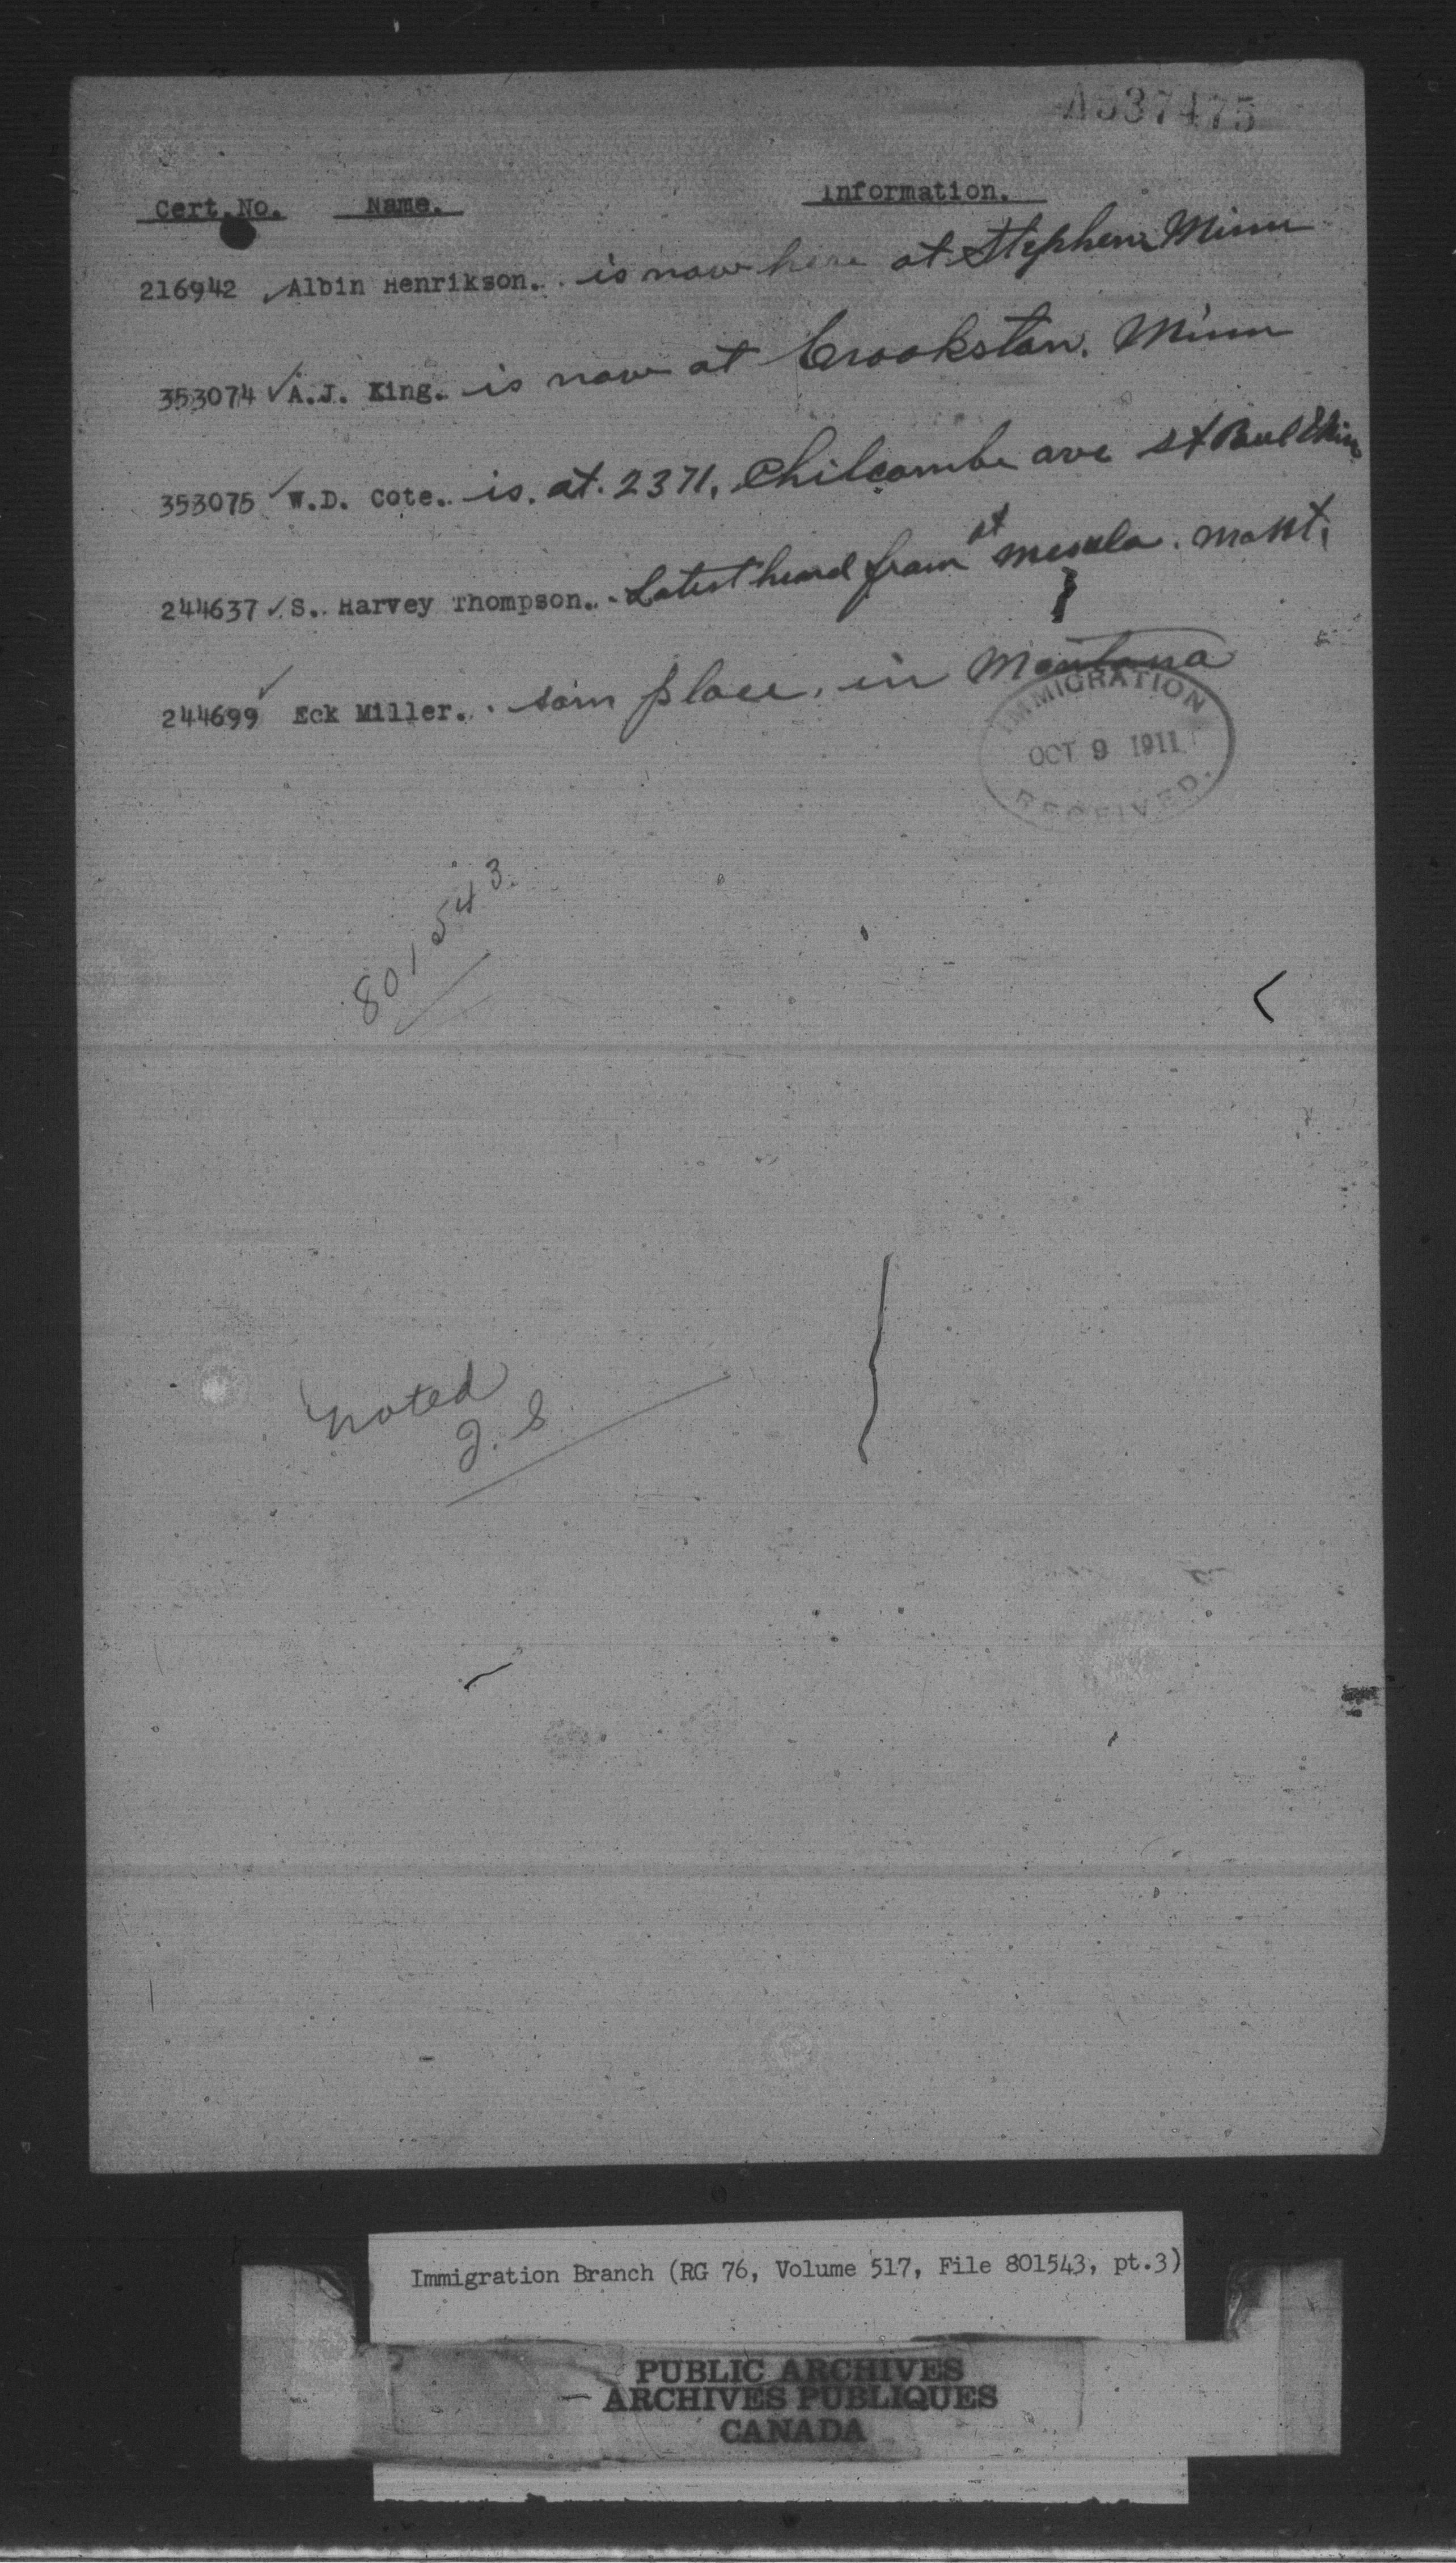 A537475
Cert.No. Name. Information.
216942 ✓ Albin Henrikson.. is now here at Stephen Minn
353074 ✓ A.J. King. is now at Crookston. Minn
353075 ✓ W.D. Cote.. is. at. 2371, Chilcombe ave St Paul Minn
at
244637 ✓ S. Harvey Thompson.. Latest heard from mesula. Mont.
244699 ✓ Eck Miller.. som place. in Montana
IMMIGRATION
OCT 9 1911
RECEIVED.
801543.
noted
J.S.
Immigration Branch (RG 76, Volume 517, File 801543, pt.3)
PUBLIC ARCHIVES
ARCHIVES PUBLIQUES
CANADA